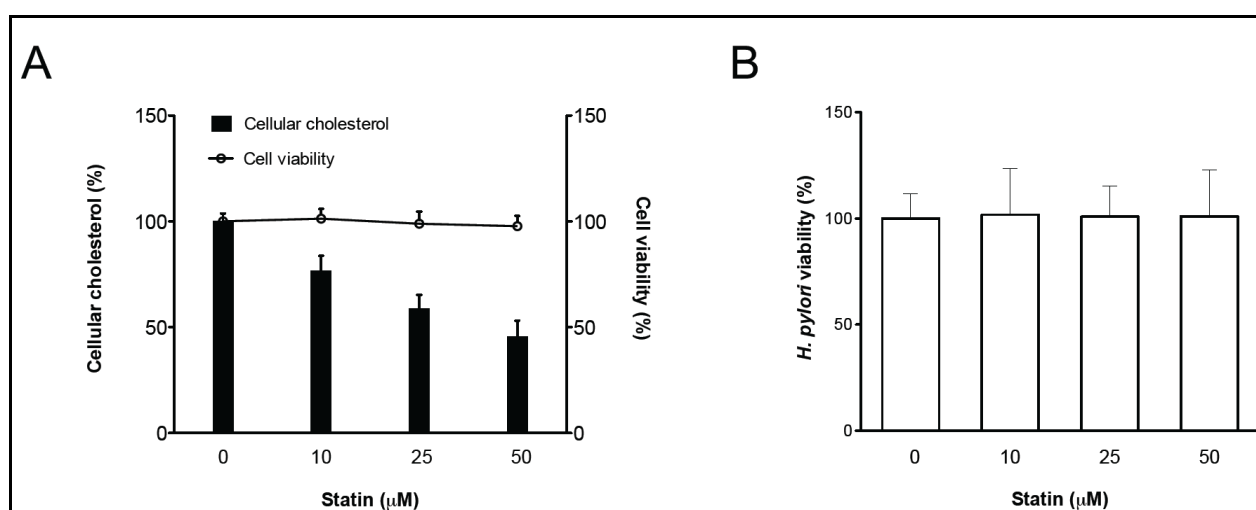 A
B
150
100
50
0
Cellular cholesterol (%)
Cellular cholesterol
Cell viability
150
100
50
0
Cell viability (%)
0 10 25 50
Statin (μM)
150
100
50
0
H. pylori viability (%)
0 10 25 50
Statin (μM)